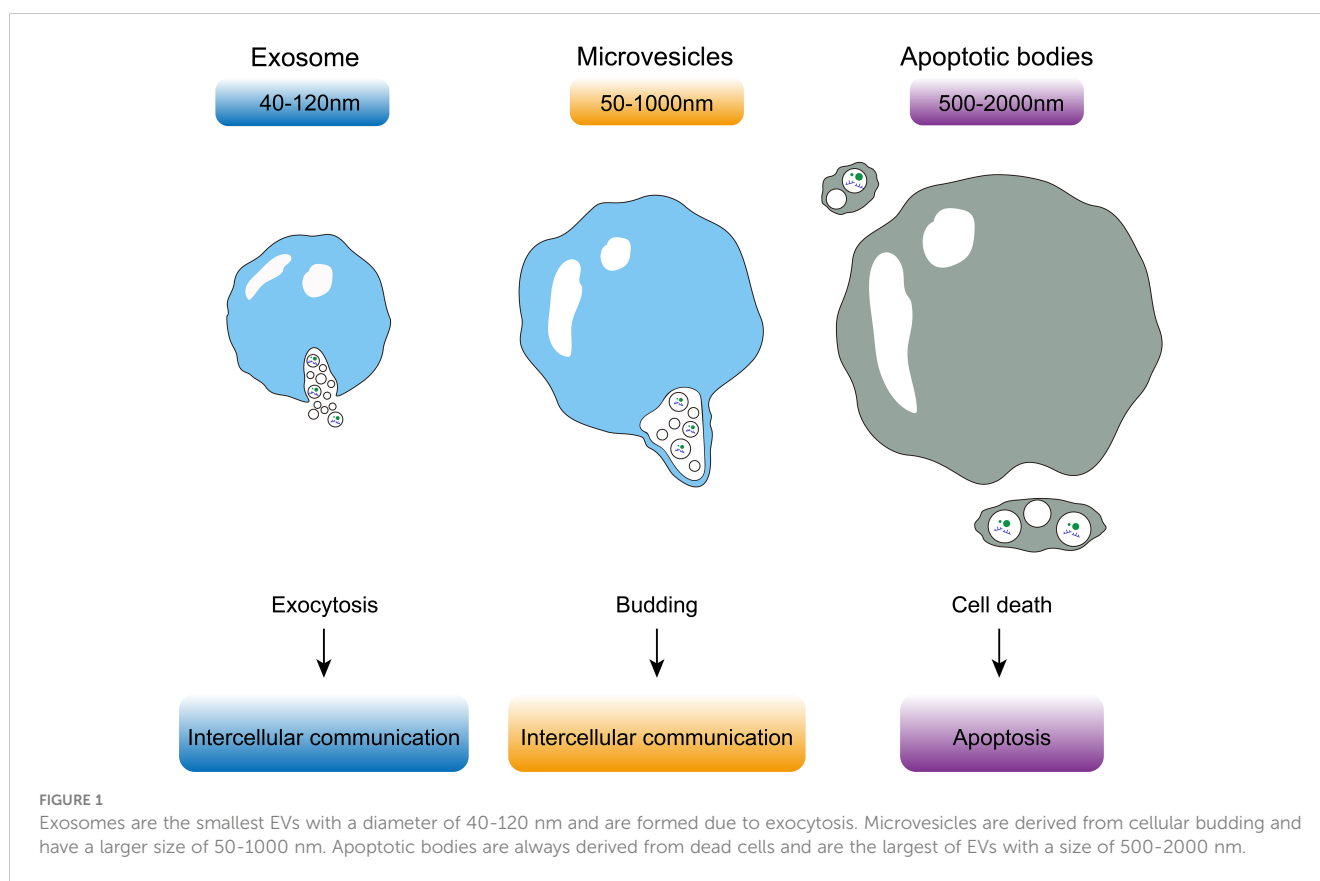 Exosome
40-120nm
Microvesicles
50-1000nm
Apoptotic bodies
500-2000nm
Exocytosis
Intercellular communication
Budding
Intercellular communication
Cell death
Apoptosis
FIGURE 1
Exosomes are the smallest EVs with a diameter of 40-120 nm and are formed due to exocytosis. Microvesicles are derived from cellular budding and
have a larger size of 50-1000 nm. Apoptotic bodies are always derived from dead cells and are the largest of EVs with a size of 500-2000 nm.